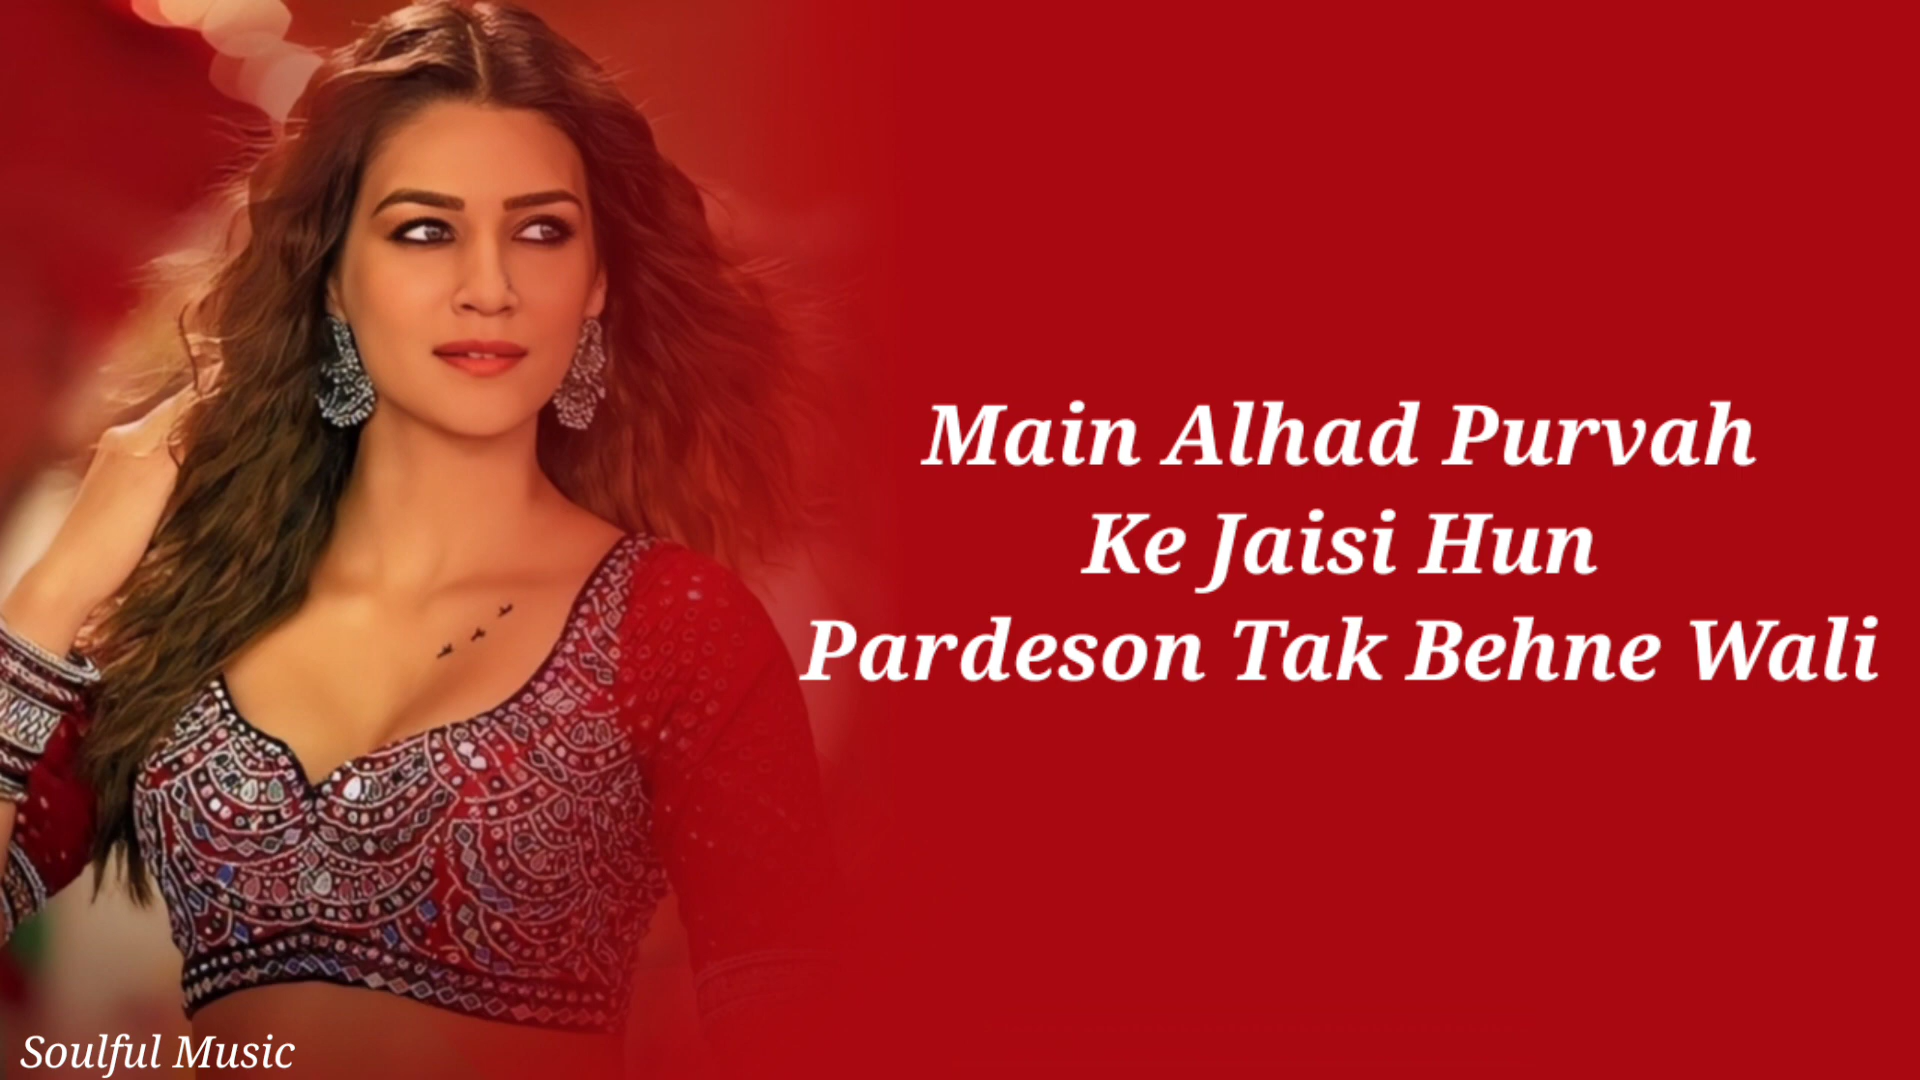 Main Alhad Purvah
Ke Jaisi Hun
Pardeson Tak Behne Wali
Soulful Music